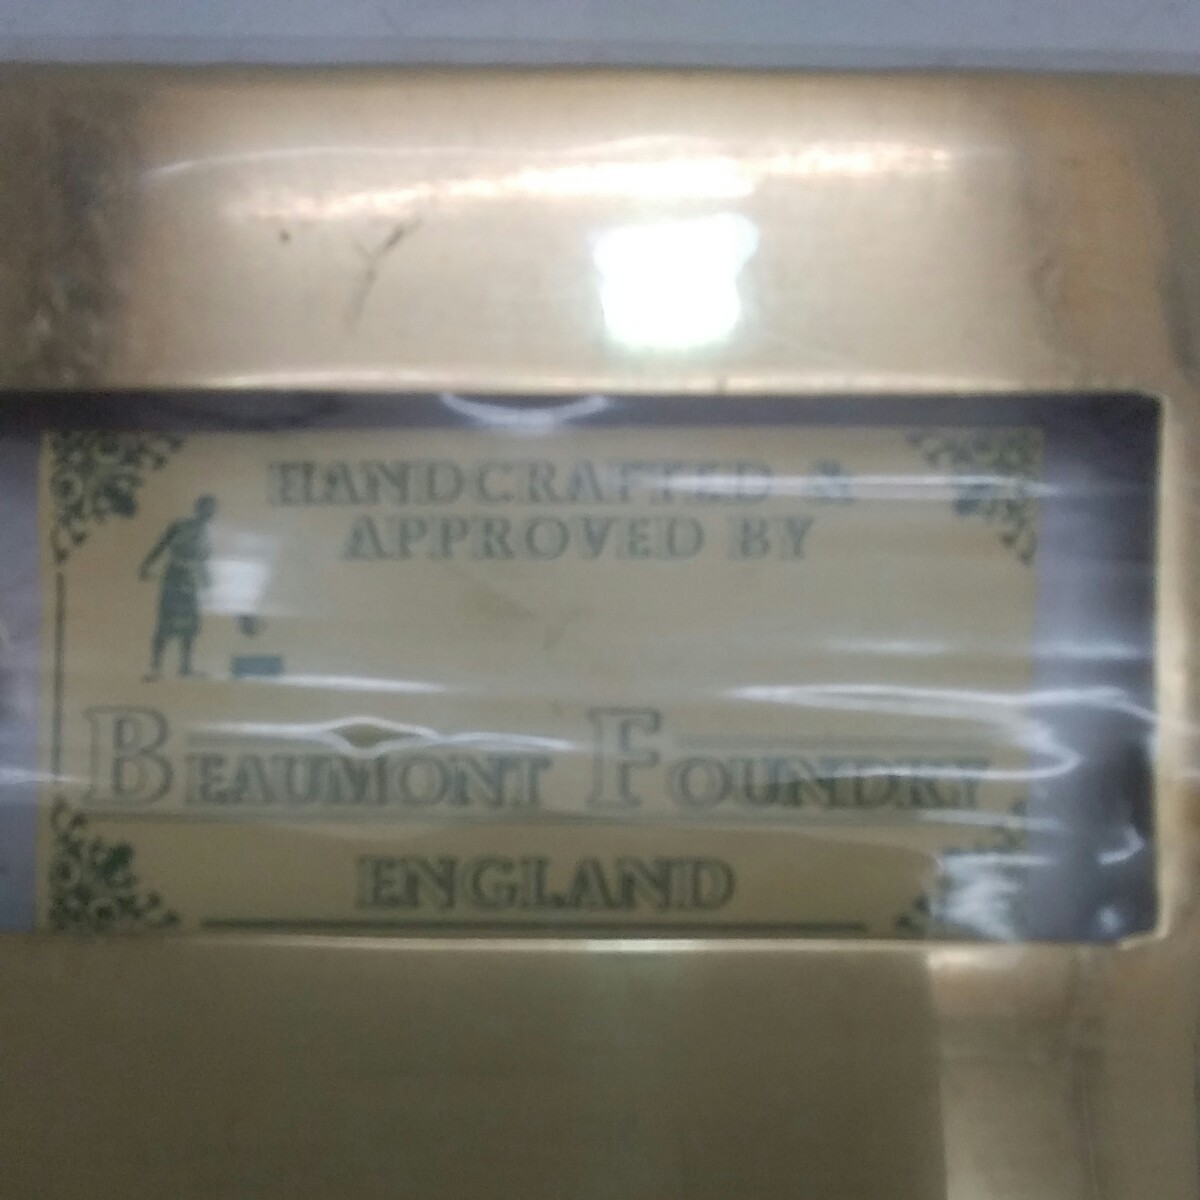 HANDCRAFTED &
APPROVED BY
BEAUMONT FOUNDRY
ENGLAND